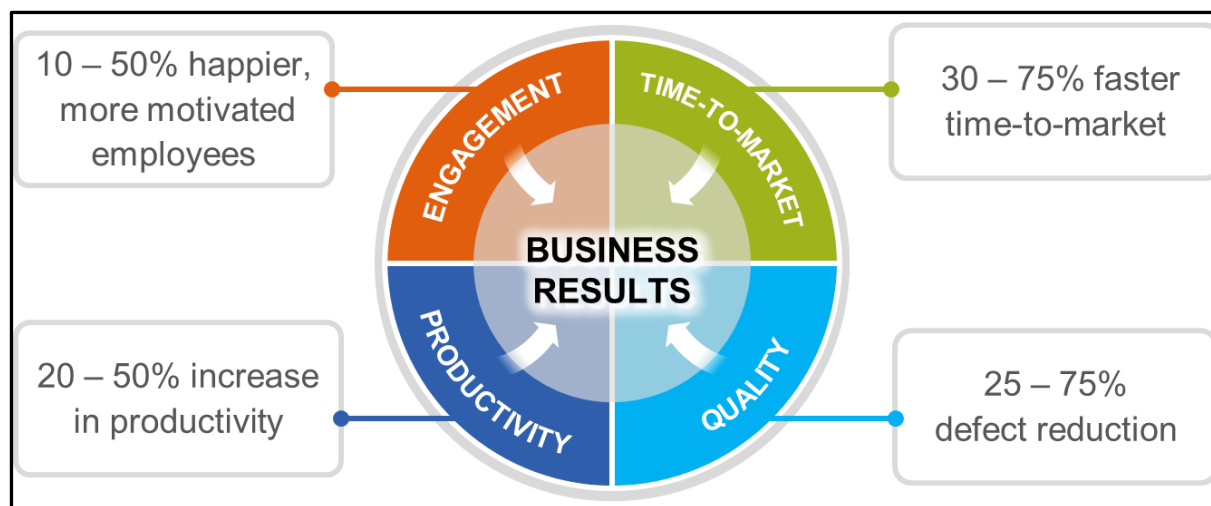 10 – 50% happier,
more motivated
employees
ENGAGEMENT
TIME-TO-MARKET
30 – 75% faster
time-to-market
BUSINESS
RESULTS
20 – 50% increase
in productivity
PRODUCTIVITY
QUALITY
25 – 75%
defect reduction